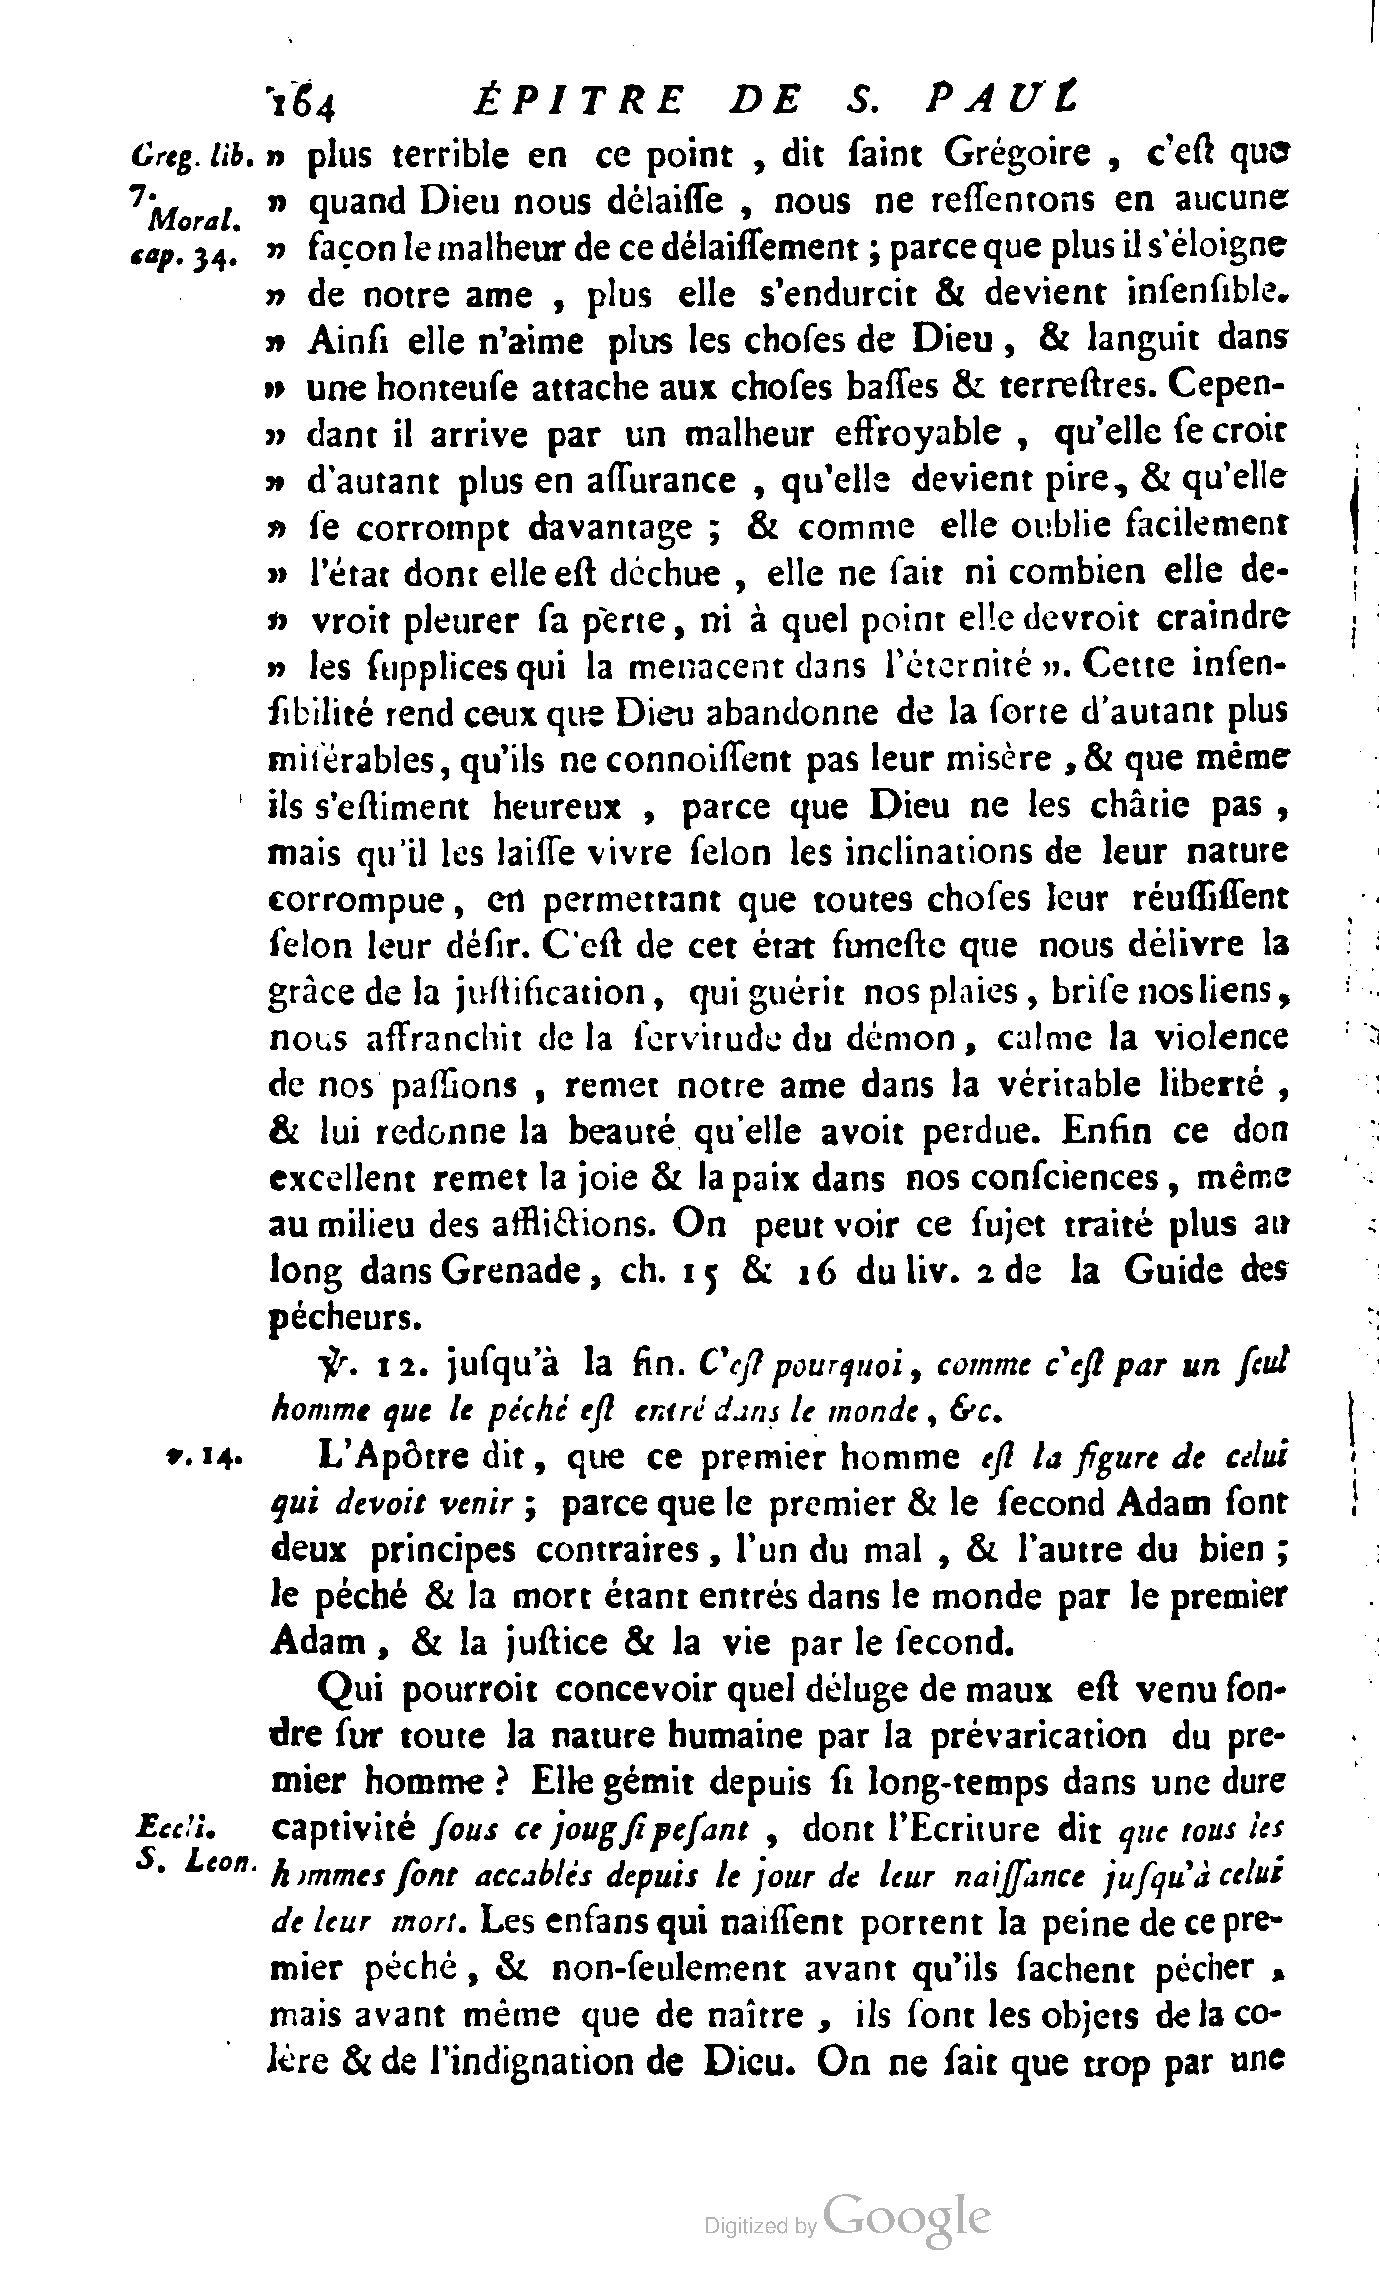 164 ÉPITRE DE S. PAUL
Greg. lib. » plus terrible en ce point , dit ſaint Grégoire , c'eſt que
7. Moral. » quand Dieu nous délaiſſe , nous ne reſſentons en aucune
cap. 34. » façon le malheur de ce délaiſſement ; parce que plus il s'éloigne
» de notre ame , plus elle s'endurcit & devient inſenſible.
» Ainſi elle n'aime plus les choſes de Dieu , & languit dans
» une honteuſe attache aux choſes baſſes & terreſtres. Cepen-
» dant il arrive par un malheur effroyable , qu'elle ſe croit
» d'autant plus en aſſurance , qu'elle devient pire, & qu'elle
» ſe corrompt davantage ; & comme elle oublie facilement
» l'état dont elle eſt déchue , elle ne ſait ni combien elle de-
» vroit pleurer ſa perte, ni à quel point elle devroit craindre
» les ſupplices qui la menacent dans l'éternité ». Cette inſen-
ſibilité rend ceux que Dieu abandonne de la ſorte d'autant plus
miſérables, qu'ils ne connoiſſent pas leur misère , & que même
ils s'eſtiment heureux , parce que Dieu ne les châtie pas ,
mais qu'il les laiſſe vivre ſelon les inclinations de leur nature
corrompue, en permettant que toutes choſes leur réuſſiſſent
ſelon leur déſir. C'eſt de cet état funeſte que nous délivre la
grâce de la juſtification, qui guérit nos plaies, briſe nos liens,
nous affranchit de la ſervitude du démon, calme la violence
de nos paſſions , remet notre ame dans la véritable liberté ,
& lui redonne la beauté qu'elle avoit perdue. Enfin ce don
excellent remet la joie & la paix dans nos conſciences, même
au milieu des afflictions. On peut voir ce ſujet traité plus au
long dans Grenade, ch. 15 & 16 du liv. 2 de la Guide des
pécheurs.
℣. 12. juſqu'à la fin. C'eſt pourquoi, comme c'eſt par un ſeul
homme que le péché eſt entré dans le monde, &c.
v. 14. L'Apôtre dit, que ce premier homme eſt la figure de celui
qui devoit venir ; parce que le premier & le ſecond Adam ſont
deux principes contraires, l'un du mal , & l'autre du bien ;
le péché & la mort étant entrés dans le monde par le premier
Adam , & la juſtice & la vie par le ſecond.
Qui pourroit concevoir quel déluge de maux eſt venu fon-
dre ſur toute la nature humaine par la prévarication du pre-
mier homme ? Elle gémit depuis ſi long-temps dans une dure
Eccli. captivité ſous ce joug ſi peſant , dont l'Ecriture dit que tous les
S. Leon. hommes ſont accablés depuis le jour de leur naiſſance juſqu'à celui
de leur mort. Les enfans qui naiſſent portent la peine de ce pre-
mier péché, & non-ſeulement avant qu'ils ſachent pécher ,
mais avant même que de naître , ils ſont les objets de la co-
lère & de l'indignation de Dieu. On ne ſait que trop par une
Digitized by Google